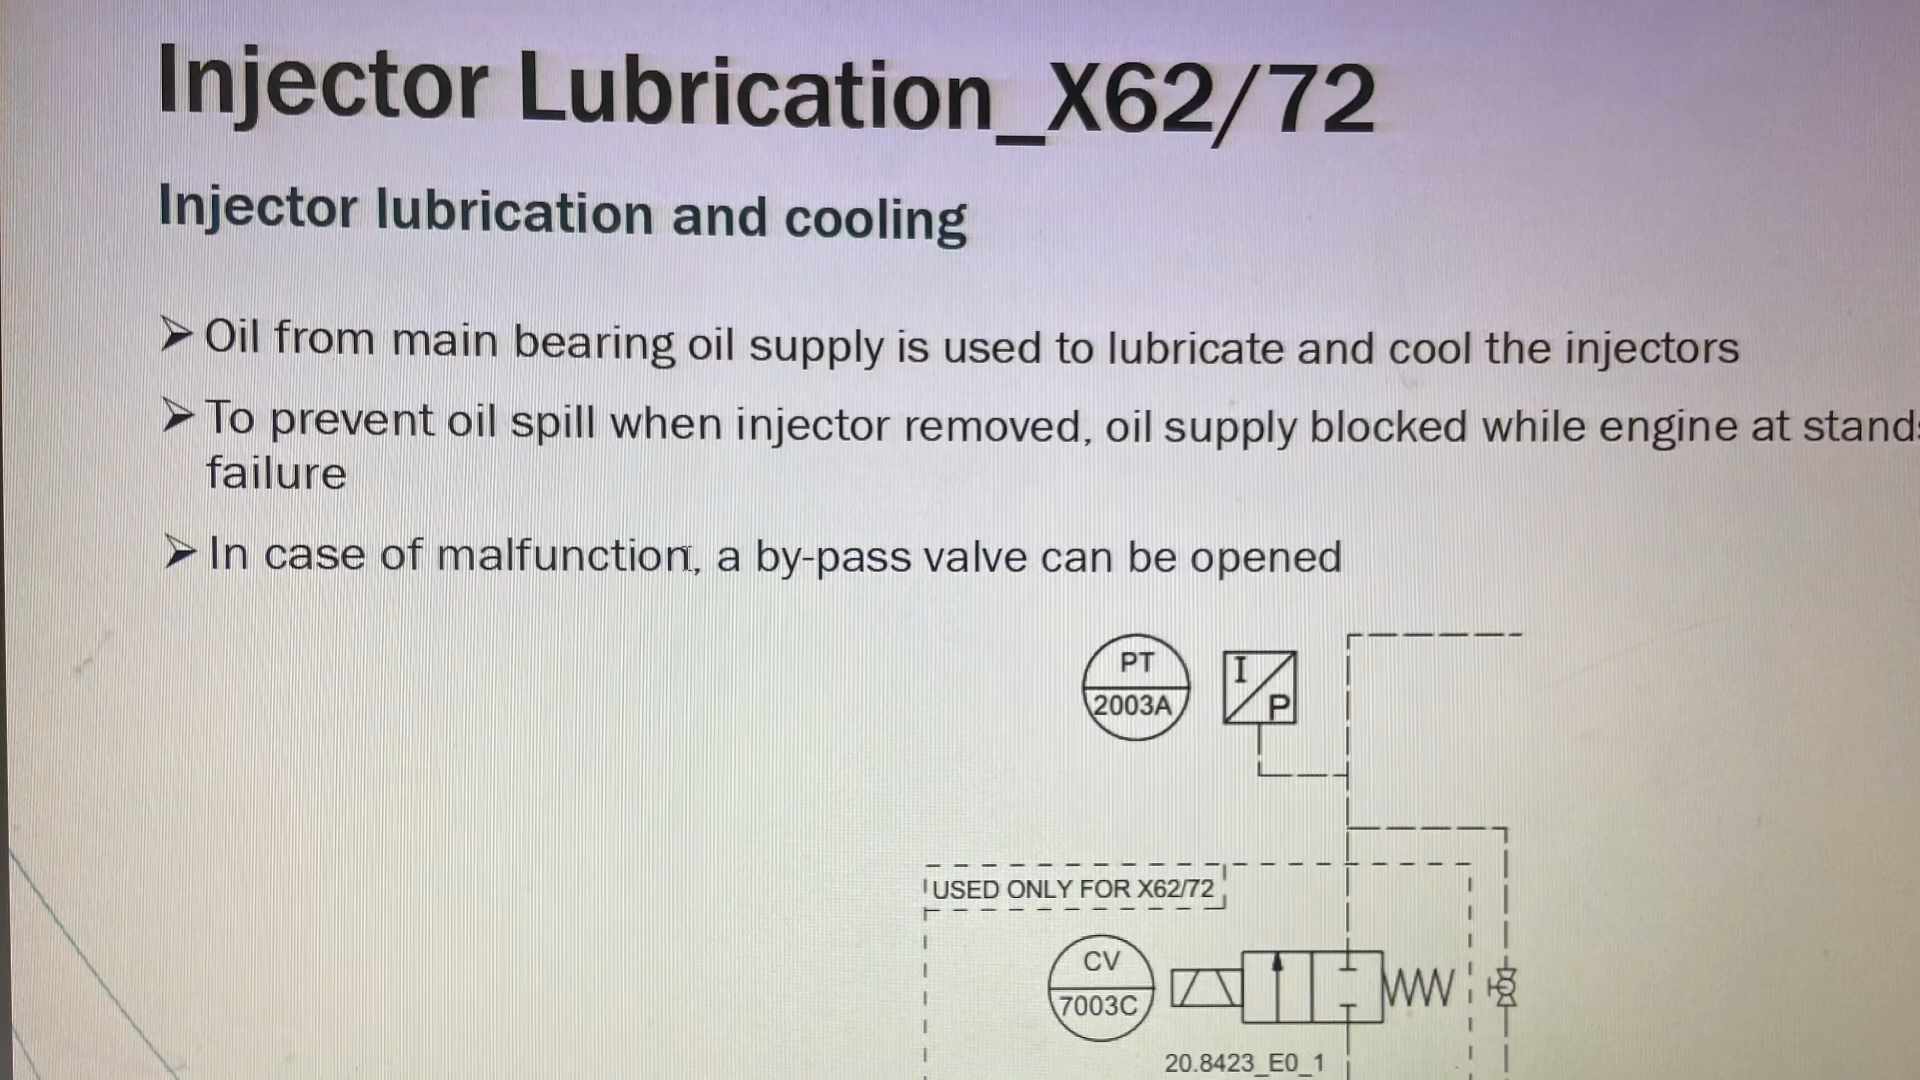 Injector Lubrication_X62/72
Injector lubrication and cooling
➢ Oil from main bearing oil supply is used to lubricate and cool the injectors
➢ To prevent oil spill when injector removed, oil supply blocked while engine at
failure
➢ In case of malfunction, a by-pass valve can be opened
PT
2003A
I
P
USED ONLY FOR X62/72
CV
7003C
20.8423_E0_1